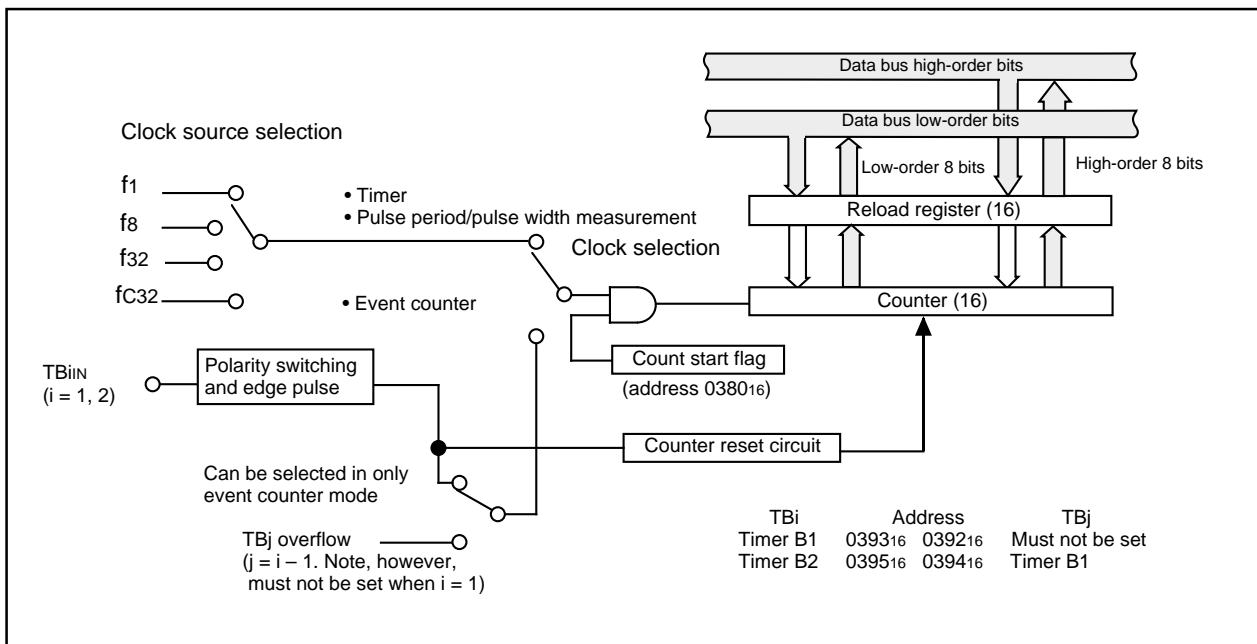 Data bus high-order bits
Data bus low-order bits
Clock source selection
Low-order 8 bits
High-order 8 bits
f1
f8
f32
fC32
• Timer
• Pulse period/pulse width measurement
Reload register (16)
Clock selection
• Event counter
Counter (16)
TBiIN
(i = 1, 2)
Polarity switching
and edge pulse
Count start flag
(address 038016)
Counter reset circuit
Can be selected in only
event counter mode
TBj overflow
(j = i – 1. Note, however,
must not be set when i = 1)
TBi Address TBj
Timer B1 039316 039216 Must not be set
Timer B2 039516 039416 Timer B1